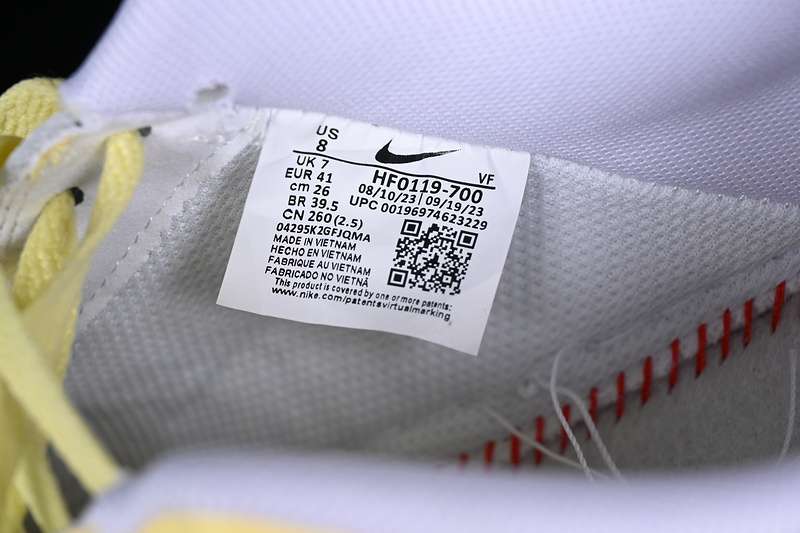 US
8
UK 7
EUR 41
cm 26
BR 39.5
CN 260 (2.5)
04295K2GFJQMA
MADE IN VIETNAM
HECHO EN VIETNAM
FABRIQUE AU VIETNAM
FABRICADO NO VIETNÃ
VF
HF0119-700
08/10/23 | 09/19/23
UPC 00196974623229
This product is covered by one or more patents:
www.nike.com/patentsvirtualmarking